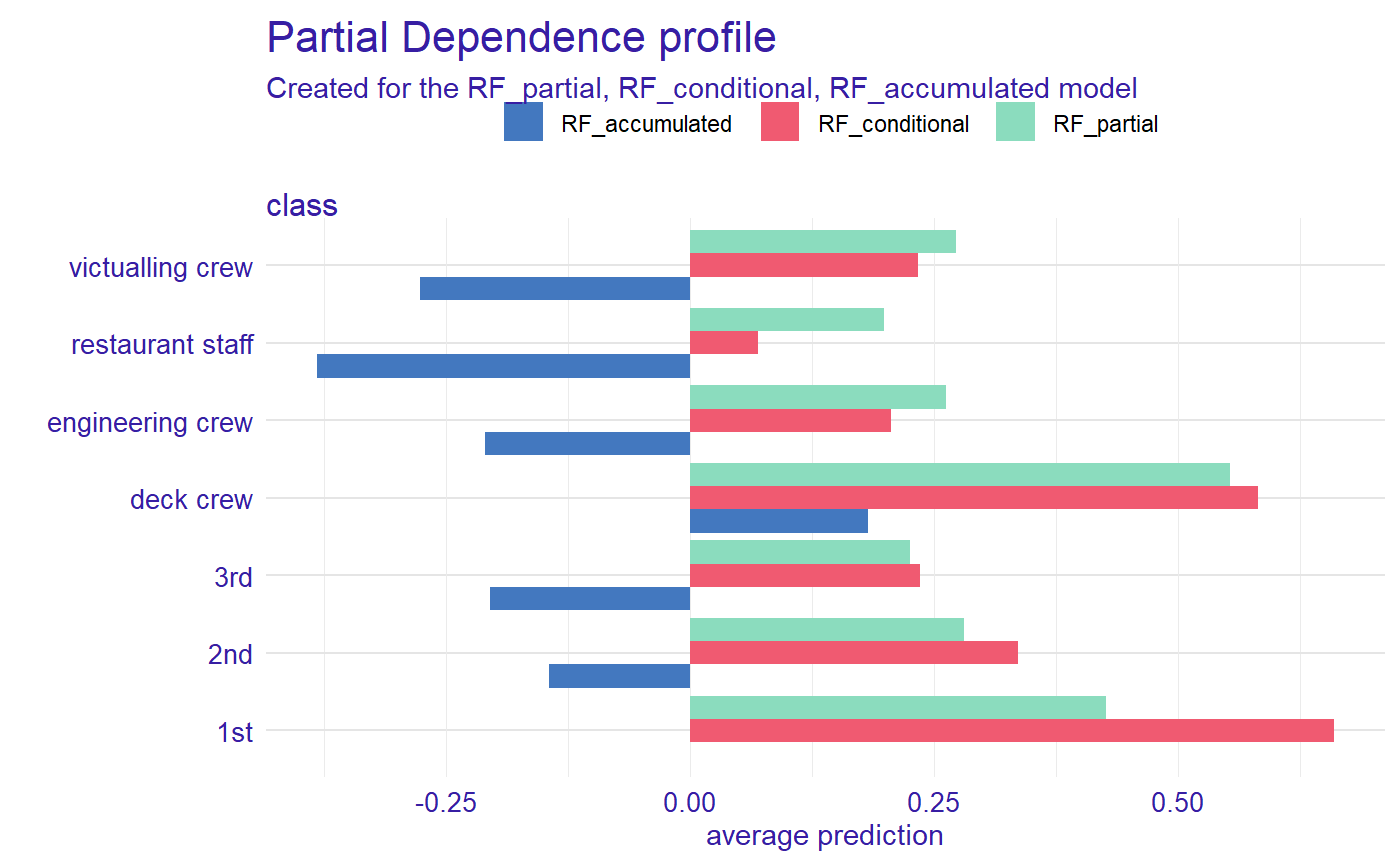 Partial Dependence profile
Created for the RF_partial, RF_conditional, RF_accumulated model
RF_accumulated RF_conditional RF_partial
class
victualling crew
restaurant staff
engineering crew
deck crew
3rd
2nd
1st
-0.25 0.00 0.25 0.50
average prediction